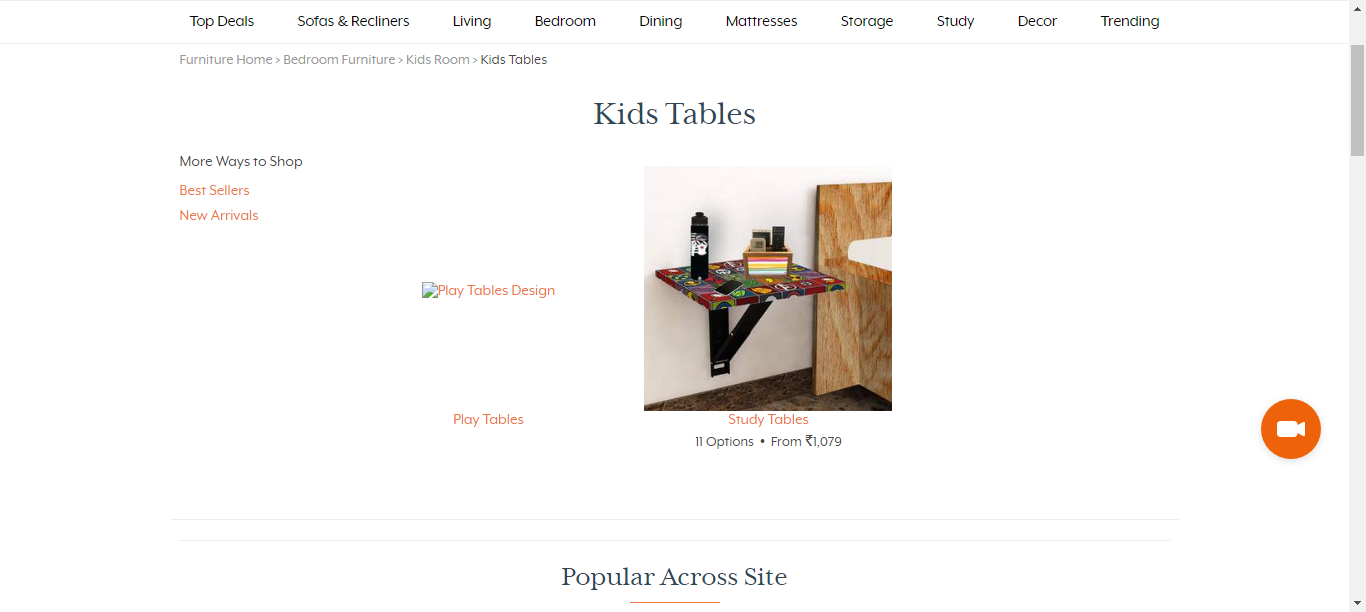 Top Deals Sofas & Recliners Living Bedroom Dining Mattresses Storage Study Decor Trending
Furniture Home > Bedroom Furniture > Kids Room > Kids Tables
Kids Tables
More Ways to Shop
Best Sellers
New Arrivals
Play Tables Design
Play Tables
Study Tables
11 Options • From ₹1,079
Popular Across Site